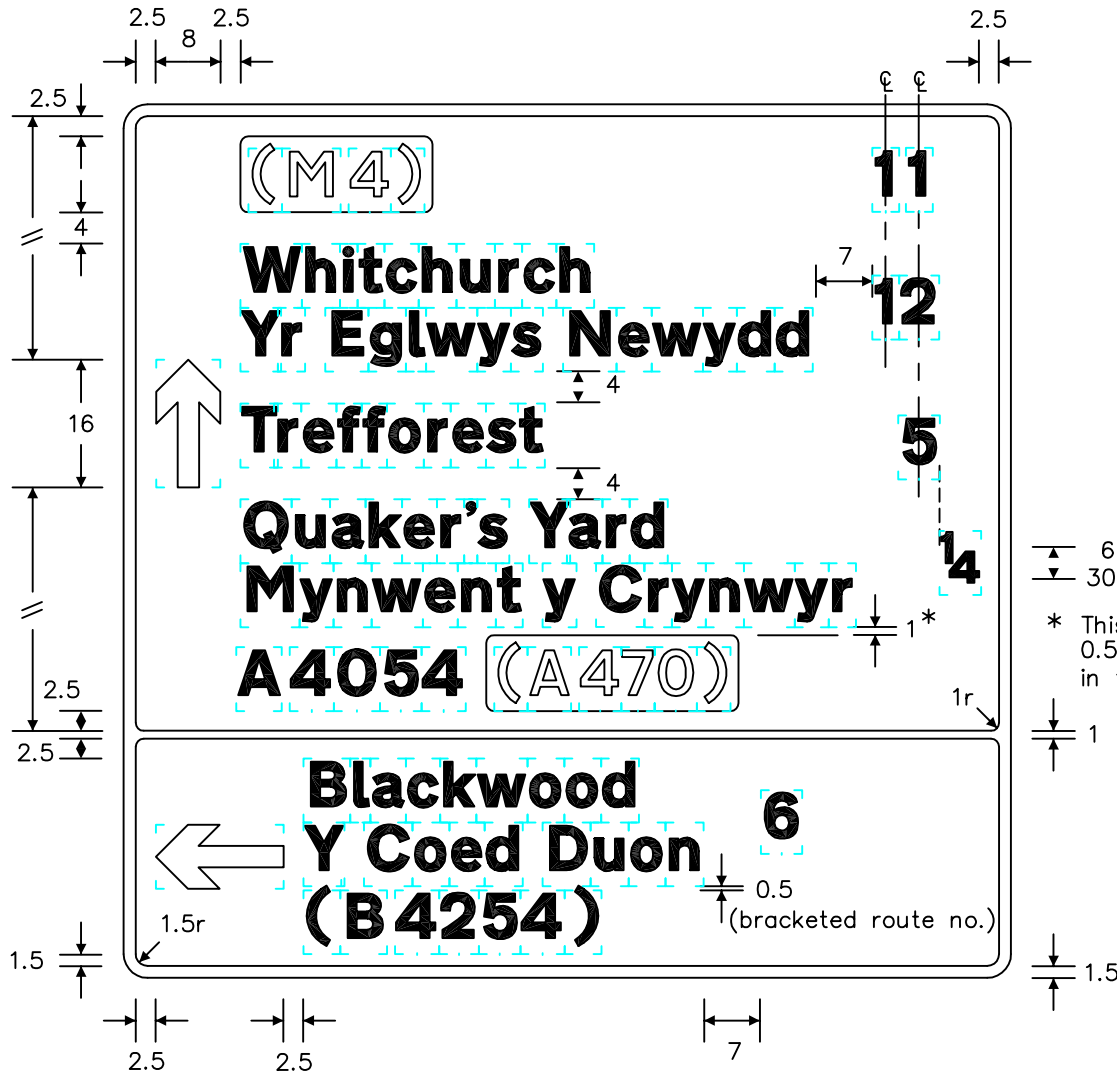 2.5 8 2.5 2.5
2.5
℄ ℄
(M4) 11
4
Whitchurch 7 12
Yr Eglwys Newydd
4
16
Trefforest 5
4
Quaker's Yard 1/4
Mynwent y Crynwyr
6
30
1*
* This
0.5
in
A4054 (A470)
2.5
1r
1
2.5
Blackwood 6
Y Coed Duon
0.5
(B4254) (bracketed route no.)
1.5r
1.5 1.5
2.5 2.5 7